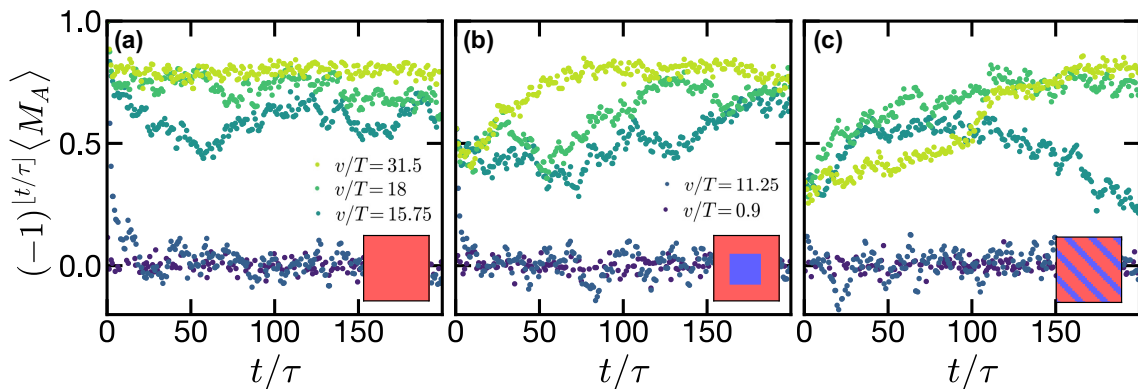 (a) (b) (c)
1.0
0.5
0.0
(−1)^{⌊t/τ⌋}⟨M_A⟩
v/T = 31.5
v/T = 18
v/T = 15.75
v/T = 11.25
v/T = 0.9
0 50 100 150 0 50 100 150 0 50 100 150
t/τ t/τ t/τ